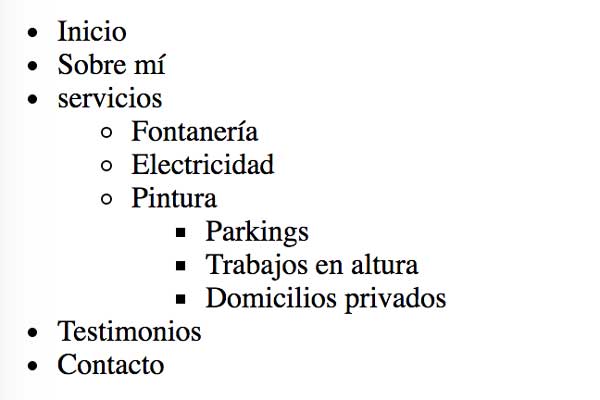 Inicio
Sobre mí
servicios
Fontanería
Electricidad
Pintura
Parkings
Trabajos en altura
Domicilios privados
Testimonios
Contacto